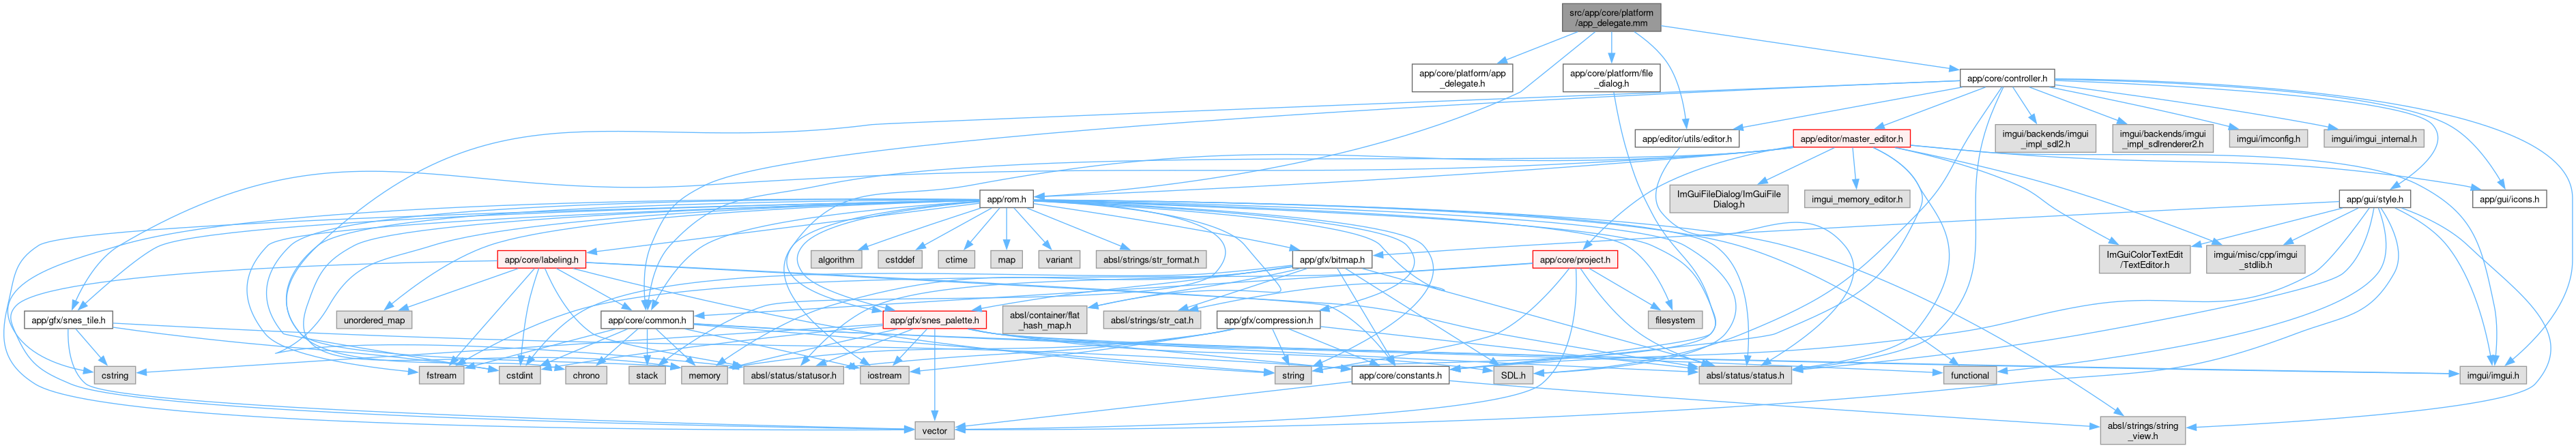 src/app/core/platform
/app_delegate.mm
app/core/platform/app
_delegate.h
app/core/platform/file
_dialog.h
app/core/controller.h
app/editor/utils/editor.h
app/editor/master_editor.h
imgui/backends/imgui
_impl_sdl2.h
imgui/backends/imgui
_impl_sdlrenderer2.h
imgui/imconfig.h
imgui/imgui_internal.h
app/rom.h
ImGuiFileDialog/ImGuiFile
Dialog.h
imgui_memory_editor.h
app/gui/style.h
app/gui/icons.h
app/core/labeling.h
algorithm
cstddef
ctime
map
variant
absl/strings/str_format.h
app/gfx/bitmap.h
app/core/project.h
ImGuiColorTextEdit
/TextEditor.h
imgui/misc/cpp/imgui
_stdlib.h
app/gfx/snes_tile.h
unordered_map
app/core/common.h
app/gfx/snes_palette.h
absl/container/flat
_hash_map.h
absl/strings/str_cat.h
app/gfx/compression.h
filesystem
cstring
fstream
cstdint
chrono
stack
memory
absl/status/statusor.h
iostream
string
app/core/constants.h
SDL.h
absl/status/status.h
functional
imgui/imgui.h
vector
absl/strings/string
_view.h